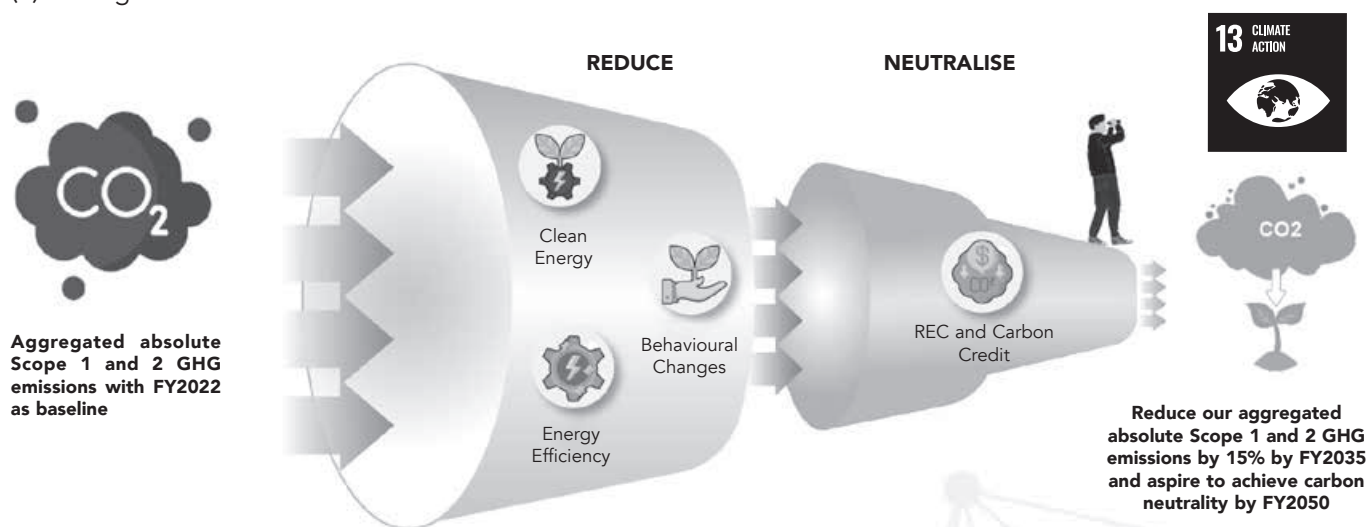 REDUCE
NEUTRALISE
13 CLIMATE
ACTION
CO2
Clean
Energy
Behavioural
Changes
Energy
Efficiency
$
CO2
REC and Carbon
Credit
CO2
Aggregated absolute
Scope 1 and 2 GHG
emissions with FY2022
as baseline
Reduce our aggregated
absolute Scope 1 and 2 GHG
emissions by 15% by FY2035
and aspire to achieve carbon
neutrality by FY2050